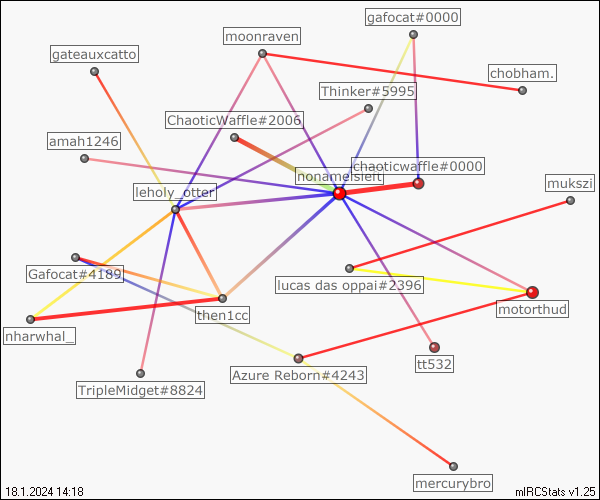 gafocat#0000
moonraven
gateauxcatto
chobham.
Thinker#5995
ChaoticWaffle#2006
amah1246
chaoticwaffle#0000
nonameisleft
mukszi
leholy_otter
Gafocat#4189
lucas das oppai#2396
motorthud
then1cc
nharwhal_
tt532
Azure Reborn#4243
TripleMidget#8824
mercurybro
18.1.2024 14:18
mIRCStats v1.25